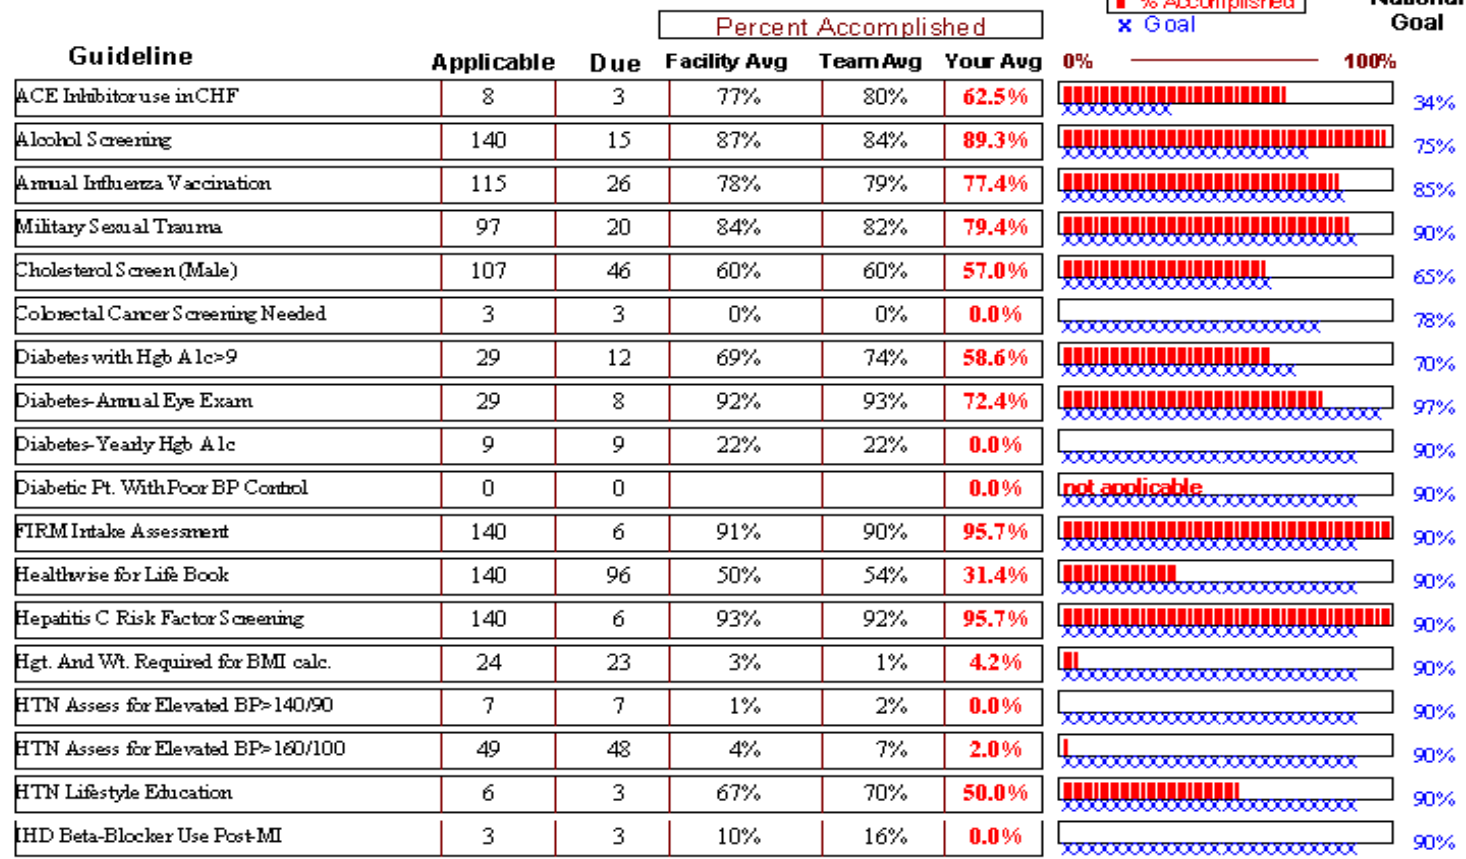 % Accomplished National
Percent Accomplished x Goal Goal
Guideline Applicable Due Facility Avg Team Avg Your Avg 0% 100%
ACE Inhibitor use in CHF 8 3 77% 80% 62.5% 34%
Alcohol Screening 140 15 87% 84% 89.3% 75%
Annual Influenza Vaccination 115 26 78% 79% 77.4% 85%
Military Sexual Trauma 97 20 84% 82% 79.4% 90%
Cholesterol Screen (Male) 107 46 60% 60% 57.0% 65%
Colorectal Cancer Screening Needed 3 3 0% 0% 0.0% 78%
Diabetes with Hgb A1c>9 29 12 69% 74% 58.6% 70%
Diabetes-Annual Eye Exam 29 8 92% 93% 72.4% 97%
Diabetes-Yearly Hgb A1c 9 9 22% 22% 0.0% 90%
Diabetic Pt. With Poor BP Control 0 0 0.0% not applicable 90%
FIRM Intake Assessment 140 6 91% 90% 95.7% 90%
Healthwise for Life Book 140 96 50% 54% 31.4% 90%
Hepatitis C Risk Factor Screening 140 6 93% 92% 95.7% 90%
Hgt. And Wt. Required for BMI calc. 24 23 3% 1% 4.2% 90%
HTN Assess for Elevated BP>140/90 7 7 1% 2% 0.0% 90%
HTN Assess for Elevated BP>160/100 49 48 4% 7% 2.0% 90%
HTN Lifestyle Education 6 3 67% 70% 50.0% 90%
IHD Beta-Blocker Use Post-MI 3 3 10% 16% 0.0% 90%